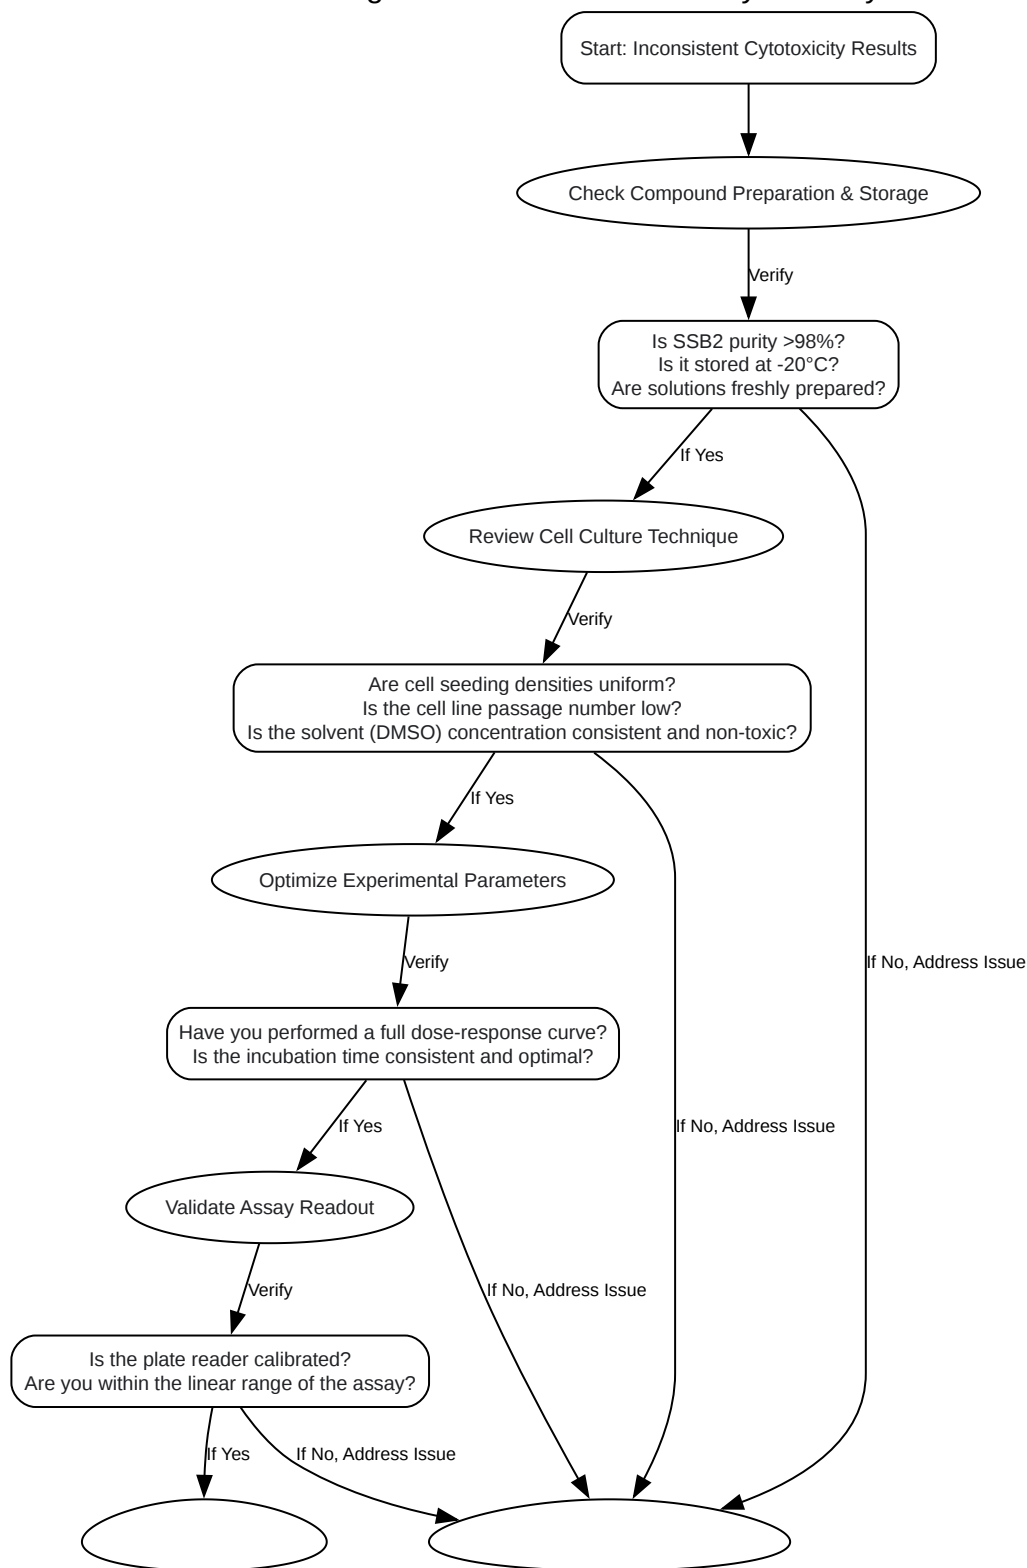 Start: Inconsistent Cytotoxicity Results
Check Compound Preparation & Storage
Verify
Is SSB2 purity >98%?
Is it stored at -20°C?
Are solutions freshly prepared?
If Yes
Review Cell Culture Technique
Verify
Are cell seeding densities uniform?
Is the cell line passage number low?
Is the solvent (DMSO) concentration consistent and non-toxic?
If Yes
Optimize Experimental Parameters
Verify
If No, Address Issue
Have you performed a full dose-response curve?
Is the incubation time consistent and optimal?
If Yes
If No, Address Issue
Validate Assay Readout
Verify
If No, Address Issue
Is the plate reader calibrated?
Are you within the linear range of the assay?
If Yes
If No, Address Issue